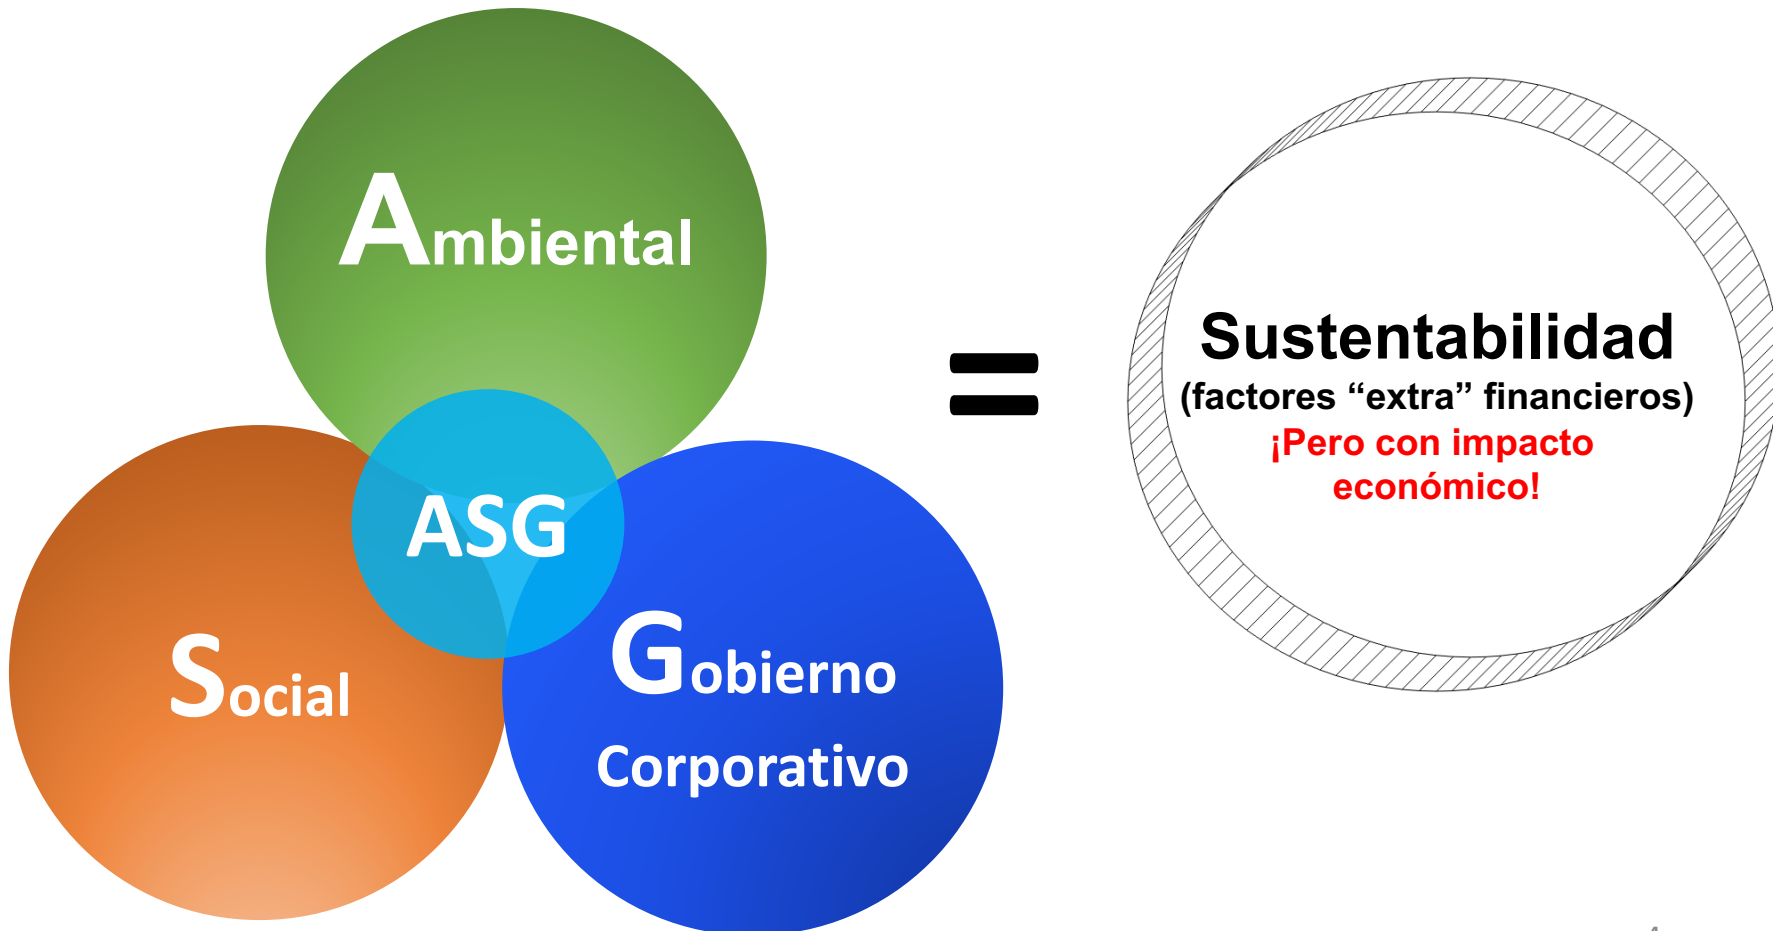 Ambiental
ASG
Social
Gobierno
Corporativo
=
Sustentabilidad
(factores “extra” financieros)
¡Pero con impacto
económico!